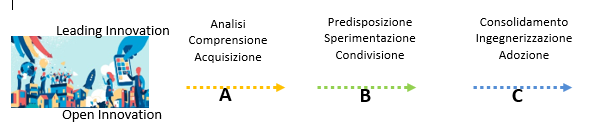 Leading Innovation
Open Innovation
Analisi
Comprensione
Acquisizione
A
Predisposizione
Sperimentazione
Condivisione
B
Consolidamento
Ingegnerizzazione
Adozione
C